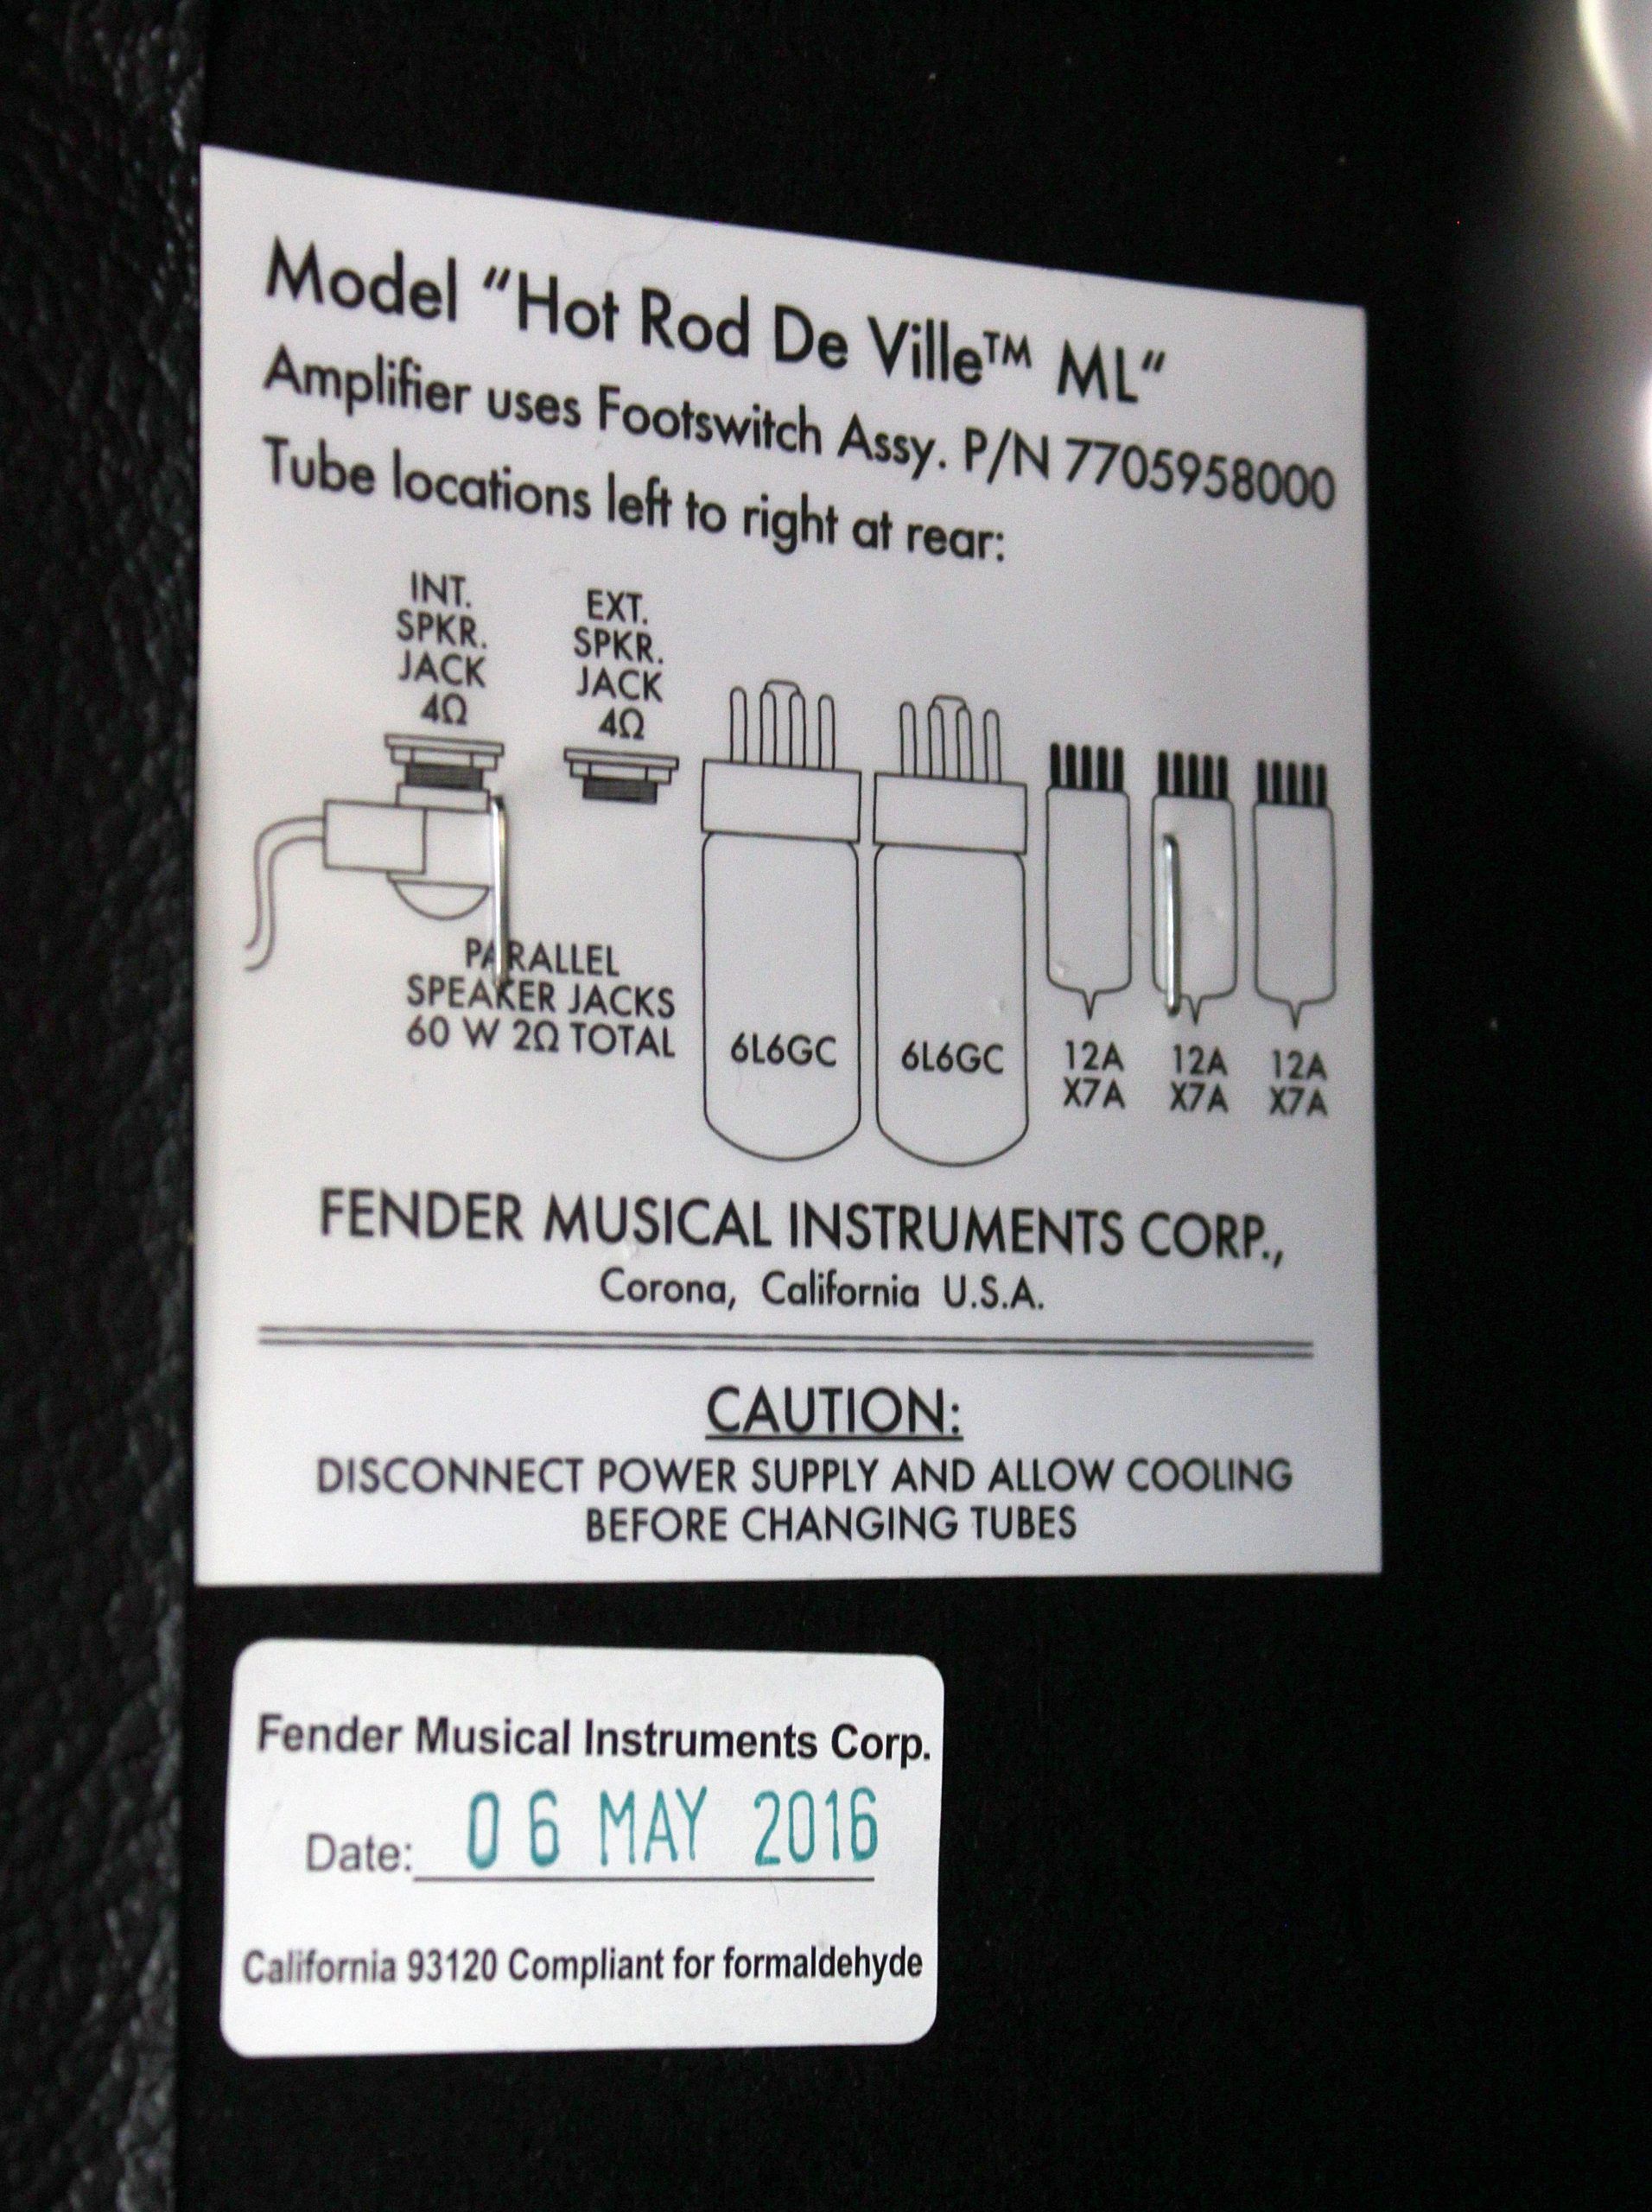 Model “Hot Rod De Ville™ ML“
Amplifier uses Footswitch Assy. P/N 7705958000
Tube locations left to right at rear:
INT.
SPKR.
JACK
4Ω
EXT.
SPKR.
JACK
4Ω
PARALLEL
SPEAKER JACKS
60 W 2Ω TOTAL
6L6GC
6L6GC
12A
X7A
12A
X7A
12A
X7A
FENDER MUSICAL INSTRUMENTS CORP.,
Corona, California U.S.A.
CAUTION:
DISCONNECT POWER SUPPLY AND ALLOW COOLING
BEFORE CHANGING TUBES
Fender Musical Instruments Corp.
Date: 06 MAY 2016
California 93120 Compliant for formaldehyde